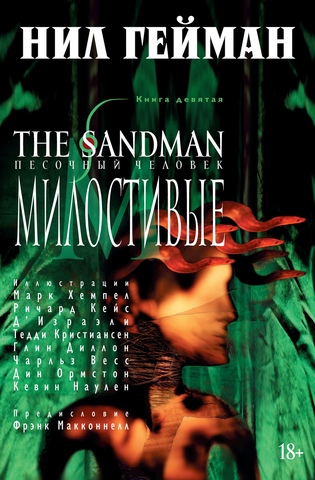 НИЛ ГЕЙМАН
Книга девятая
THE SANDMAN
ПЕСОЧНЫЙ ЧЕЛОВЕК
МИЛОСТИВЫЕ
Иллюстрации
Марк Хемпел
Ричард Кейс
Д'Израэли
Тедди Кристиансен
Глин Диллон
Чарльз Весс
Дин Ормстон
Кевин Наулен
Предисловие
Фрэнк Макконнелл
18+